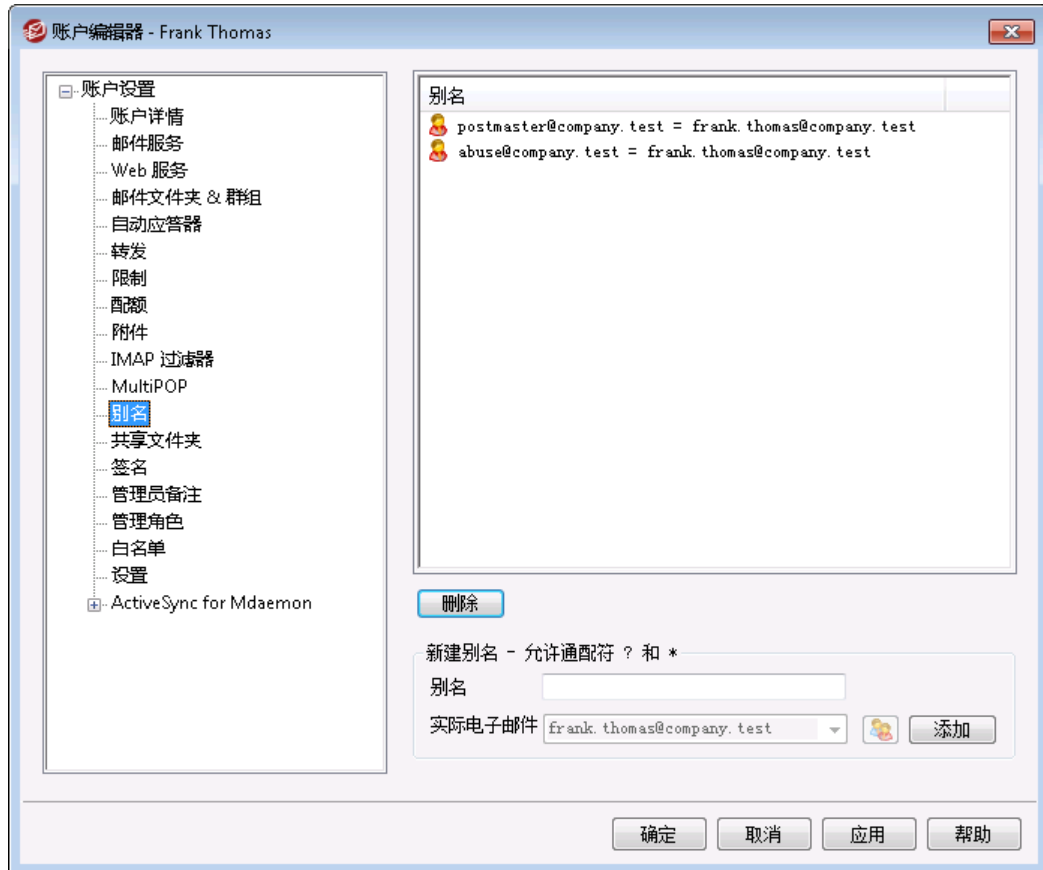 账户编辑器 - Frank Thomas
账户设置
账户详情
邮件服务
Web 服务
邮件文件夹 & 群组
自动应答器
转发
限制
配额
附件
IMAP 过滤器
MultiPOP
别名
共享文件夹
签名
管理员备注
管理角色
白名单
设置
ActiveSync for Mdaemon
别名
postmaster@company.test = frank.thomas@company.test
abuse@company.test = frank.thomas@company.test
删除
新建别名 - 允许通配符 ? 和 *
别名
实际电子邮件 frank.thomas@company.test 添加
确定 取消 应用 帮助